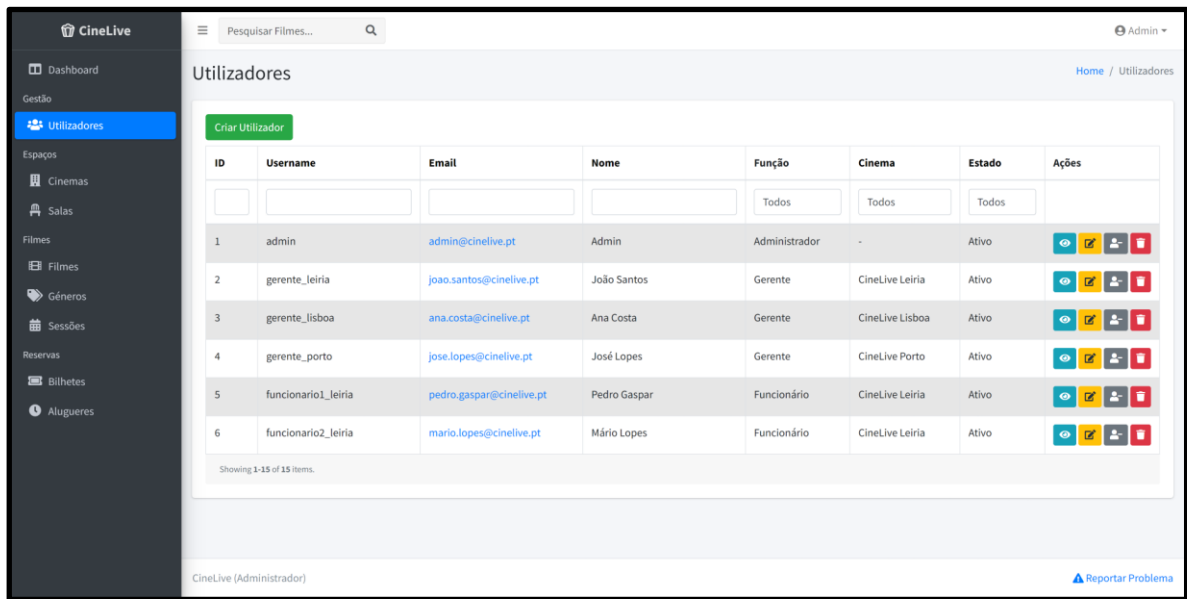 CineLive
Pesquisar Filmes...
Admin
Dashboard
Gestão
Utilizadores
Espaços
Cinemas
Salas
Filmes
Filmes
Géneros
Sessões
Reservas
Bilhetes
Alugueres
Utilizadores
Home / Utilizadores
Criar Utilizador
ID Username Email Nome Função Cinema Estado Ações
Todos Todos Todos
1 admin admin@cinelive.pt Admin Administrador - Ativo
2 gerente_leiria joao.santos@cinelive.pt João Santos Gerente CineLive Leiria Ativo
3 gerente_lisboa ana.costa@cinelive.pt Ana Costa Gerente CineLive Lisboa Ativo
4 gerente_porto jose.lopes@cinelive.pt José Lopes Gerente CineLive Porto Ativo
5 funcionario1_leiria pedro.gaspar@cinelive.pt Pedro Gaspar Funcionário CineLive Leiria Ativo
6 funcionario2_leiria mario.lopes@cinelive.pt Mário Lopes Funcionário CineLive Leiria Ativo
Showing 1-15 of 15 items.
CineLive (Administrador)
Reportar Problema